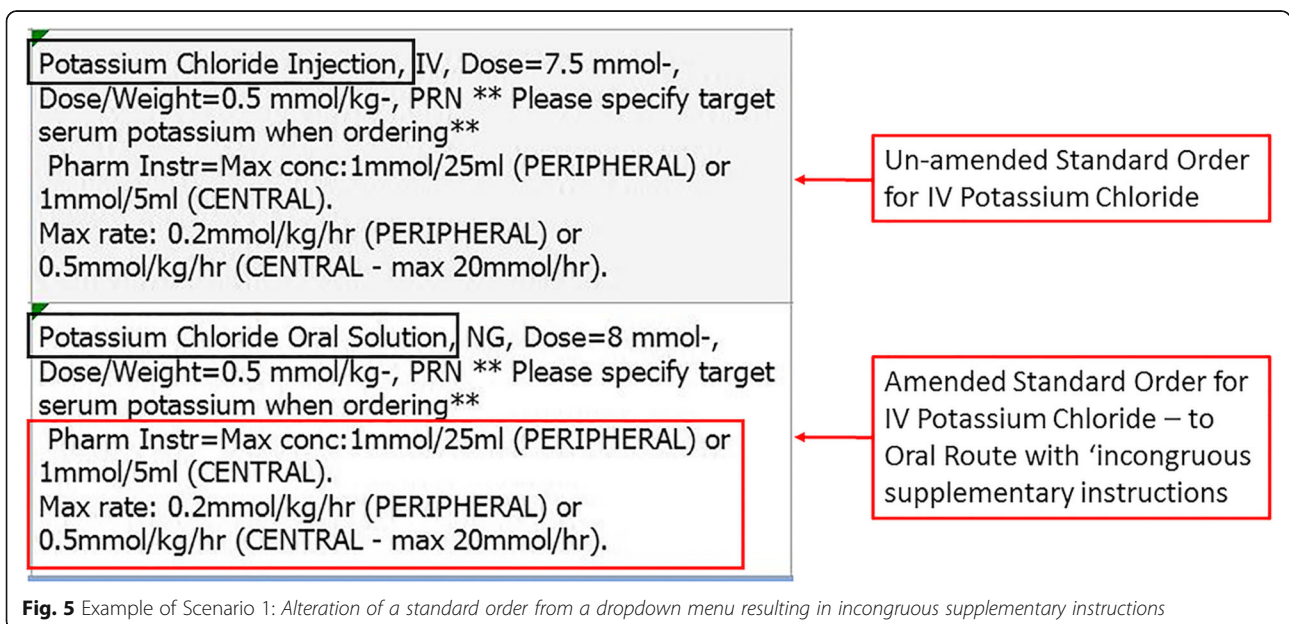 Potassium Chloride Injection, IV, Dose=7.5 mmol-,
Dose/Weight=0.5 mmol/kg-, PRN ** Please specify target
serum potassium when ordering**
Pharm Instr=Max conc:1mmol/25ml (PERIPHERAL) or
1mmol/5ml (CENTRAL).
Max rate: 0.2mmol/kg/hr (PERIPHERAL) or
0.5mmol/kg/hr (CENTRAL - max 20mmol/hr).
Un-amended Standard Order
for IV Potassium Chloride
Potassium Chloride Oral Solution, NG, Dose=8 mmol-,
Dose/Weight=0.5 mmol/kg-, PRN ** Please specify target
serum potassium when ordering**
Pharm Instr=Max conc:1mmol/25ml (PERIPHERAL) or
1mmol/5ml (CENTRAL).
Max rate: 0.2mmol/kg/hr (PERIPHERAL) or
0.5mmol/kg/hr (CENTRAL - max 20mmol/hr).
Amended Standard Order for
IV Potassium Chloride – to
Oral Route with ‘incongruous
supplementary instructions
Fig. 5 Example of Scenario 1: Alteration of a standard order from a dropdown menu resulting in incongruous supplementary instructions